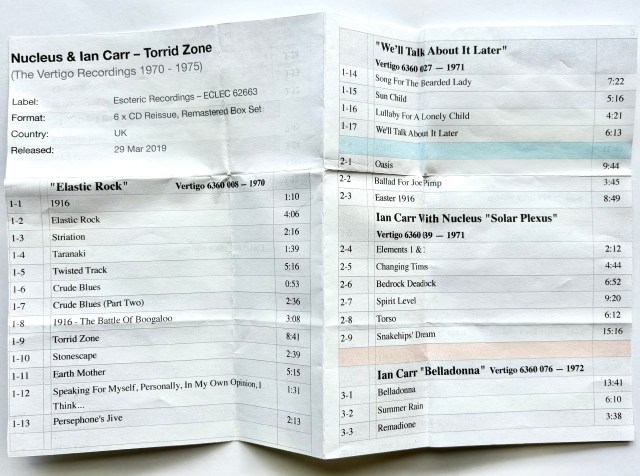 Nucleus & Ian Carr – Torrid Zone
(The Vertigo Recordings 1970 - 1975)
Label: Esoteric Recordings – ECLEC 62663
Format: 6 x CD Reissue, Remastered Box Set
Country: UK
Released: 29 Mar 2019
"Elastic Rock" Vertigo 6360 008 – 1970
1-1 1916 1:10
1-2 Elastic Rock 4:06
1-3 Striation 2:16
1-4 Taranaki 1:39
1-5 Twisted Track 5:16
1-6 Crude Blues 0:53
1-7 Crude Blues (Part Two) 2:36
1-8 1916 - The Battle Of Boogaloo 3:08
1-9 Torrid Zone 8:41
1-10 Stonescape 2:39
1-11 Earth Mother 5:15
1-12 Speaking For Myself, Personally, In My Own Opinion, I 1:31
Think...
1-13 Persephone's Jive 2:13
"We'll Talk About It Later"
Vertigo 6360 027 – 1971
1-14 Song For The Bearded Lady 7:22
1-15 Sun Child 5:16
1-16 Lullaby For A Lonely Child 4:21
1-17 We'll Talk About It Later 6:13
2-1 Oasis 9:44
2-2 Ballad For Joe Pimp 3:45
2-3 Easter 1916 8:49
Ian Carr With Nucleus "Solar Plexus"
Vertigo 6360 039 – 1971
2-4 Elements 1 & 2:12
2-5 Changing Tims 4:44
2-6 Bedrock Deadock 6:52
2-7 Spirit Level 9:20
2-8 Torso 6:12
2-9 Snakehips' Dream 15:16
Ian Carr "Belladonna" Vertigo 6360 076 – 1972
3-1 Belladonna 13:41
3-2 Summer Rain 6:10
3-3 Remadione 3:38